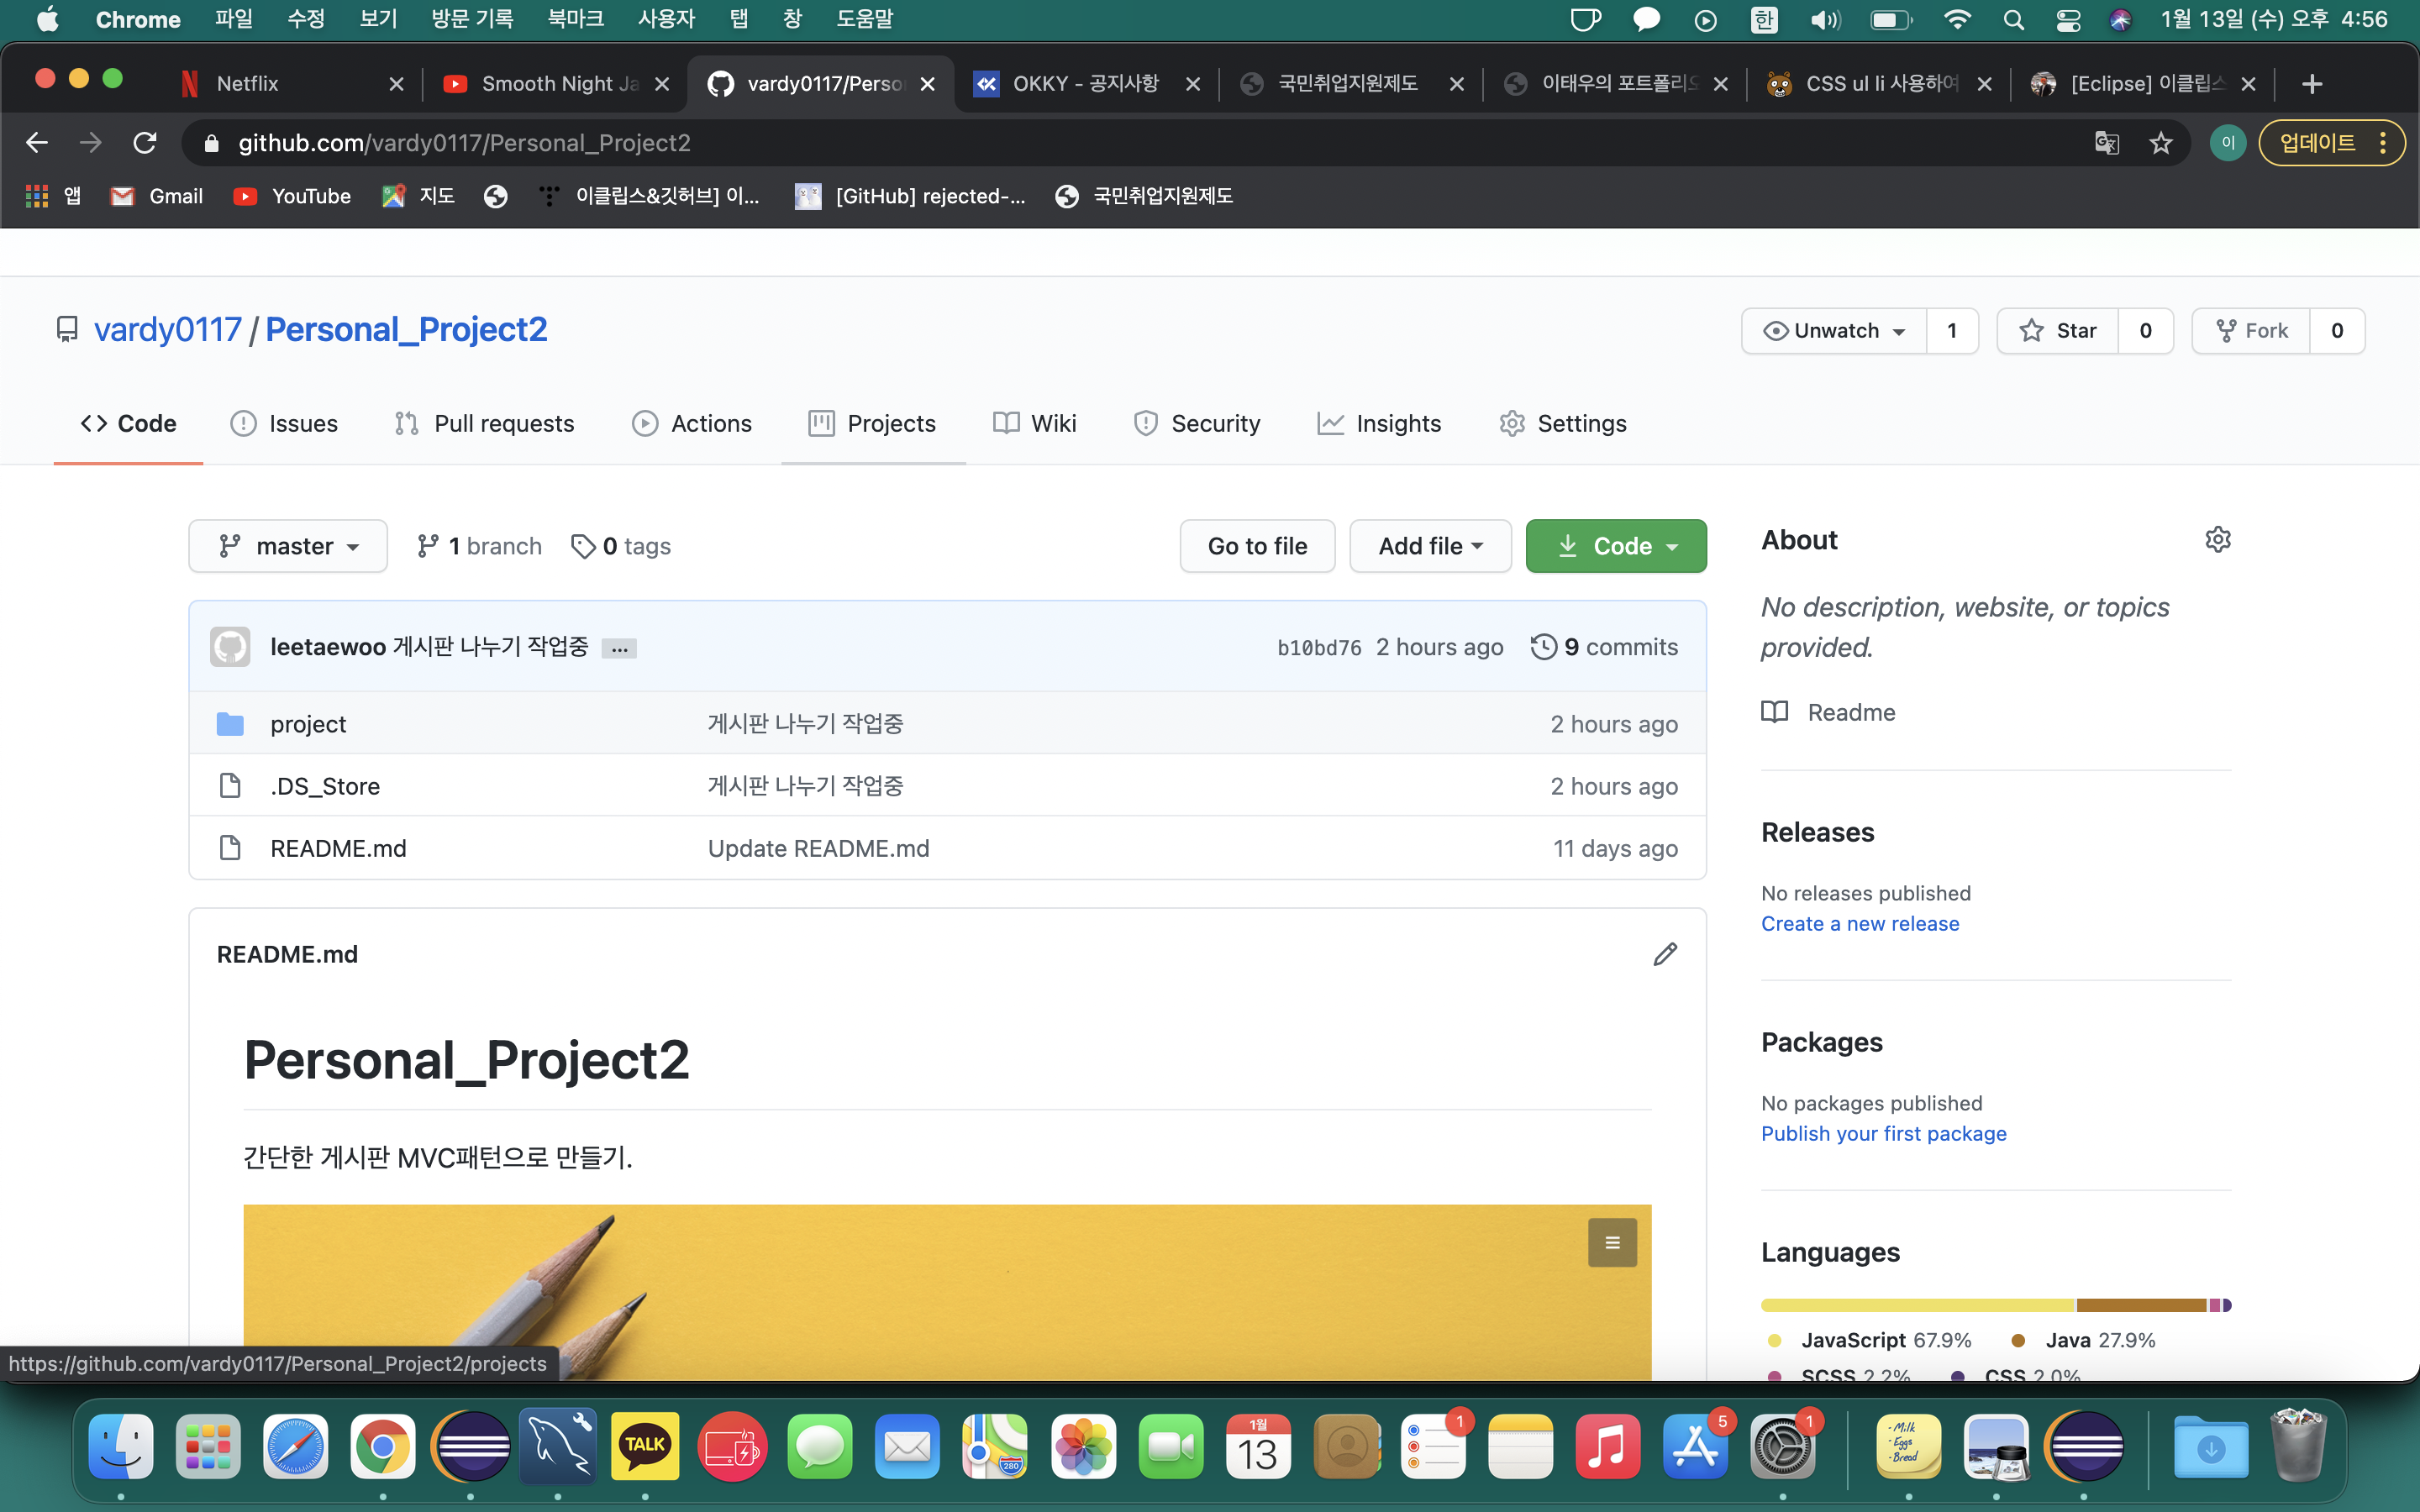 Chrome 파일 수정 보기 방문 기록 북마크 사용자 탭 창 도움말 한 1월 13일 (수) 오후 4:56
Netflix Smooth Night Ja vardy0117/Perso OKKY - 공지사항 국민취업지원제도 이태우의 포트폴리오 CSS ul li 사용하여 [Eclipse] 이클립스
github.com/vardy0117/Personal_Project2 이 업데이트
앱 Gmail YouTube 지도 이클립스&깃허브] 이... [GitHub] rejected-... 국민취업지원제도
vardy0117 / Personal_Project2 Unwatch 1 Star 0 Fork 0
Code Issues Pull requests Actions Projects Wiki Security Insights Settings
master 1 branch 0 tags Go to file Add file Code
leetaewoo 게시판 나누기 작업중 ... b10bd76 2 hours ago 9 commits
project 게시판 나누기 작업중 2 hours ago
.DS_Store 게시판 나누기 작업중 2 hours ago
README.md Update README.md 11 days ago
README.md
Personal_Project2
간단한 게시판 MVC패턴으로 만들기.
About
No description, website, or topics
provided.
Readme
Releases
No releases published
Create a new release
Packages
No packages published
Publish your first package
Languages
JavaScript 67.9% Java 27.9%
SCSS 2.2% CSS 2.0%
https://github.com/vardy0117/Personal_Project2/projects
TALK 280 1월 13 1 5 1
- Milk
- Eggs
- Bread